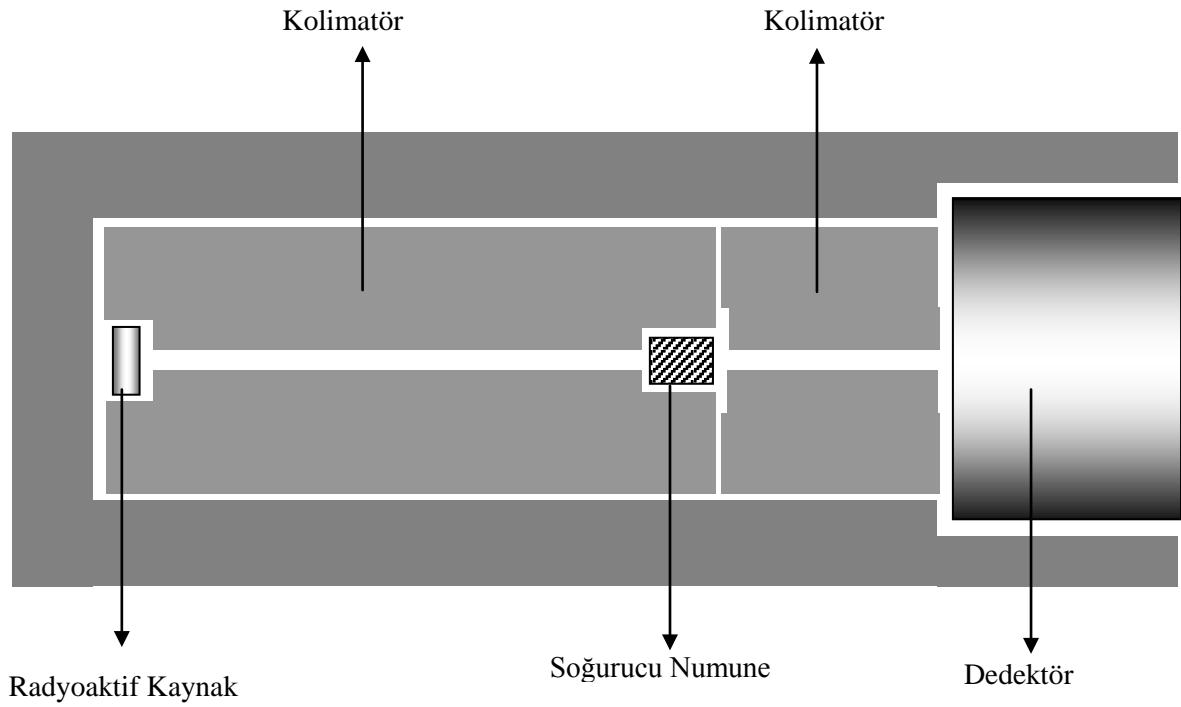 Kolimatör
Kolimatör
Radyoaktif Kaynak
Soğurucu Numune
Dedektör